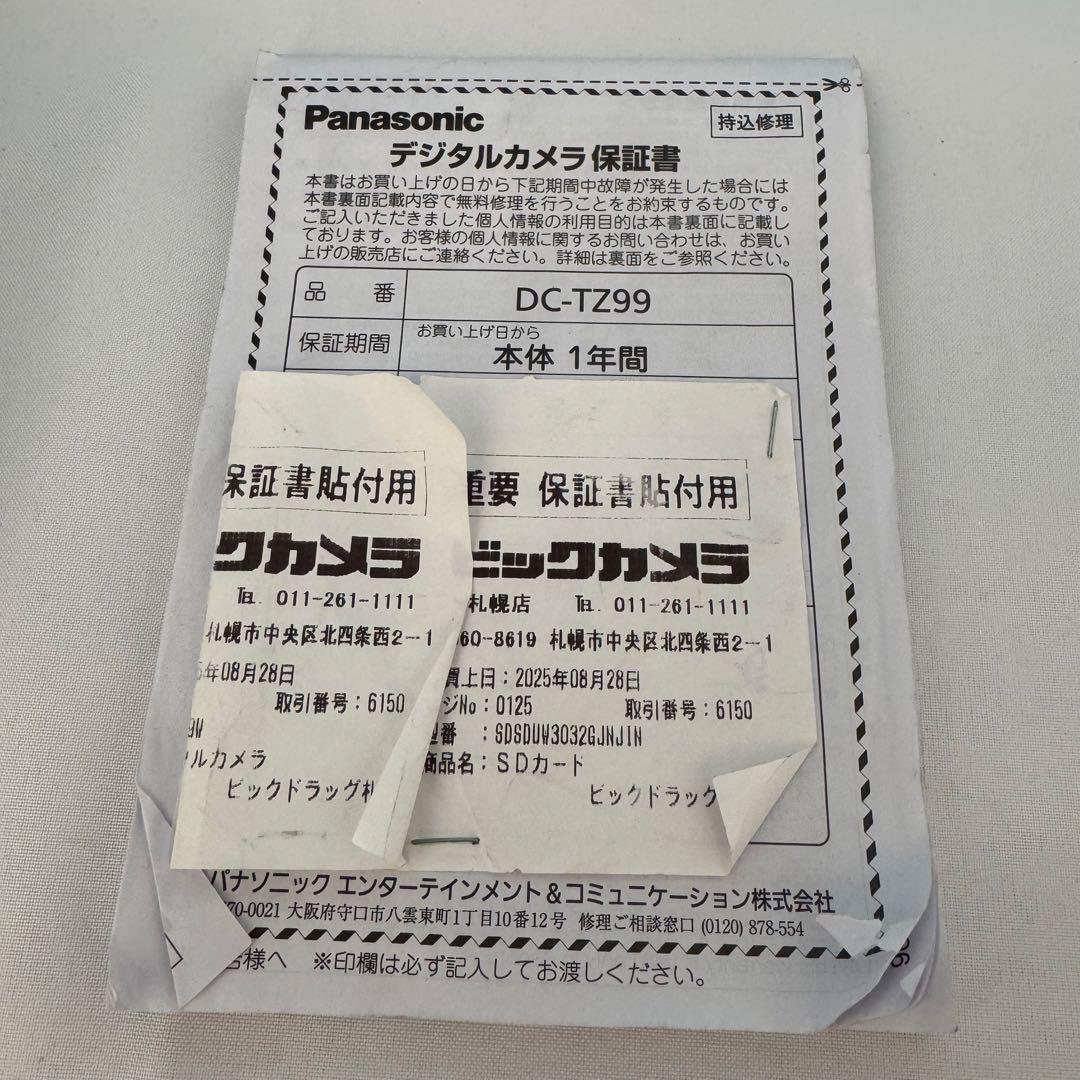 Panasonic
持込修理
デジタルカメラ保証書
本書はお買い上げの日から下記期間中故障が発生した場合には
本書裏面記載内容で無料修理を行うことをお約束するものです。
ご記入いただきました個人情報の利用目的は本書裏面に記載し
ております。お客様の個人情報に関するお問い合わせは、お買い
上げの販売店にご連絡ください。詳細は裏面をご参照ください。
品番 DC-TZ99
保証期間 お買い上げ日から
本体 1年間
保証書貼付用
クカメラ
TEL. 011-261-1111
札幌市中央区北四条西2-1
年08月28日
取引番号:6150
9W
ルカメラ
ビックドラッグ札
重要 保証書貼付用
ビックカメラ
札幌店 TEL. 011-261-1111
60-8619 札幌市中央区北四条西2-1
買上日:2025年08月28日
ジNo:0125 取引番号:6150
型番 :SDSDUW3032GJNJIN
商品名:SDカード
ビックドラッグ
パナソニック エンターテインメント&コミュニケーション株式会社
70-0021 大阪府守口市八雲東町1丁目10番12号 修理ご相談窓口 (0120) 878-554
様へ ※印欄は必ず記入してお渡しください。